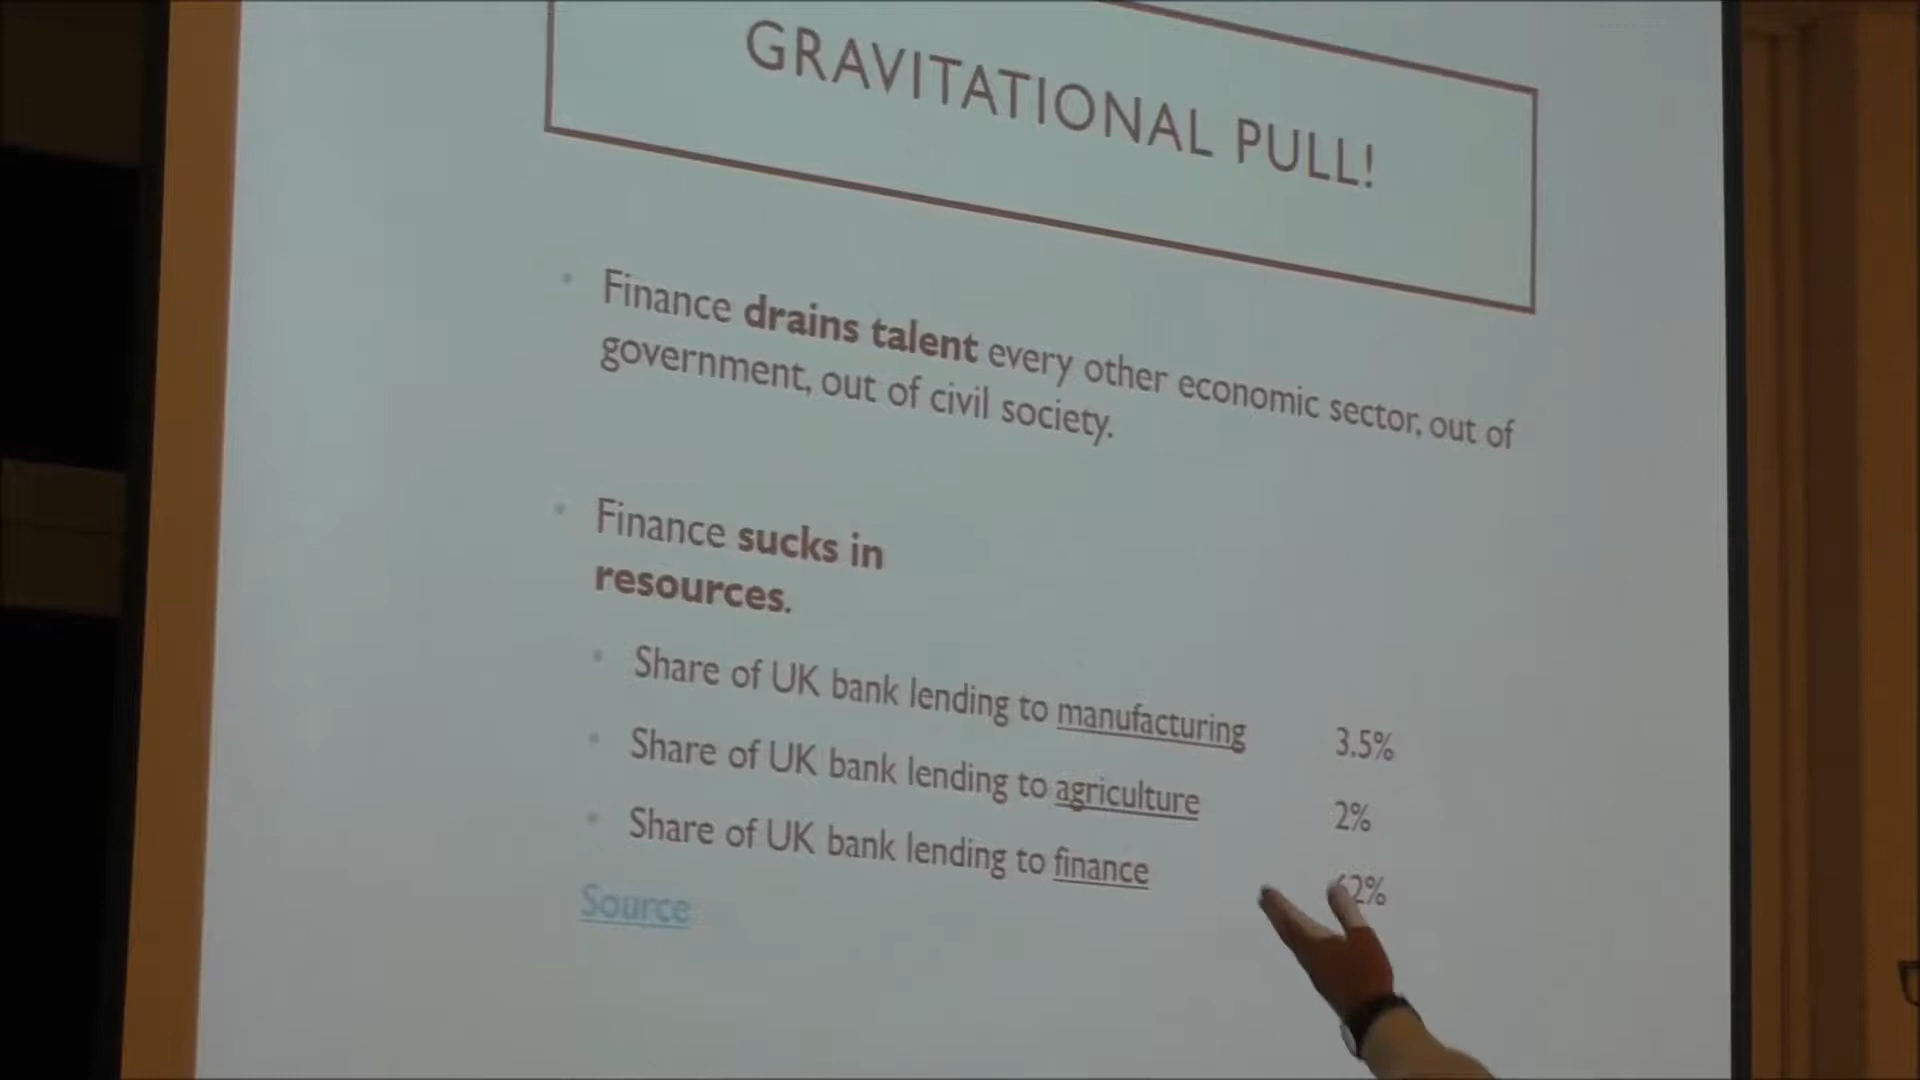 GRAVITATIONAL PULL!
Finance drains talent every other economic sector, out of
government, out of civil society.
Finance sucks in
resources.
Share of UK bank lending to manufacturing 3.5%
Share of UK bank lending to agriculture 2%
Share of UK bank lending to finance
Source